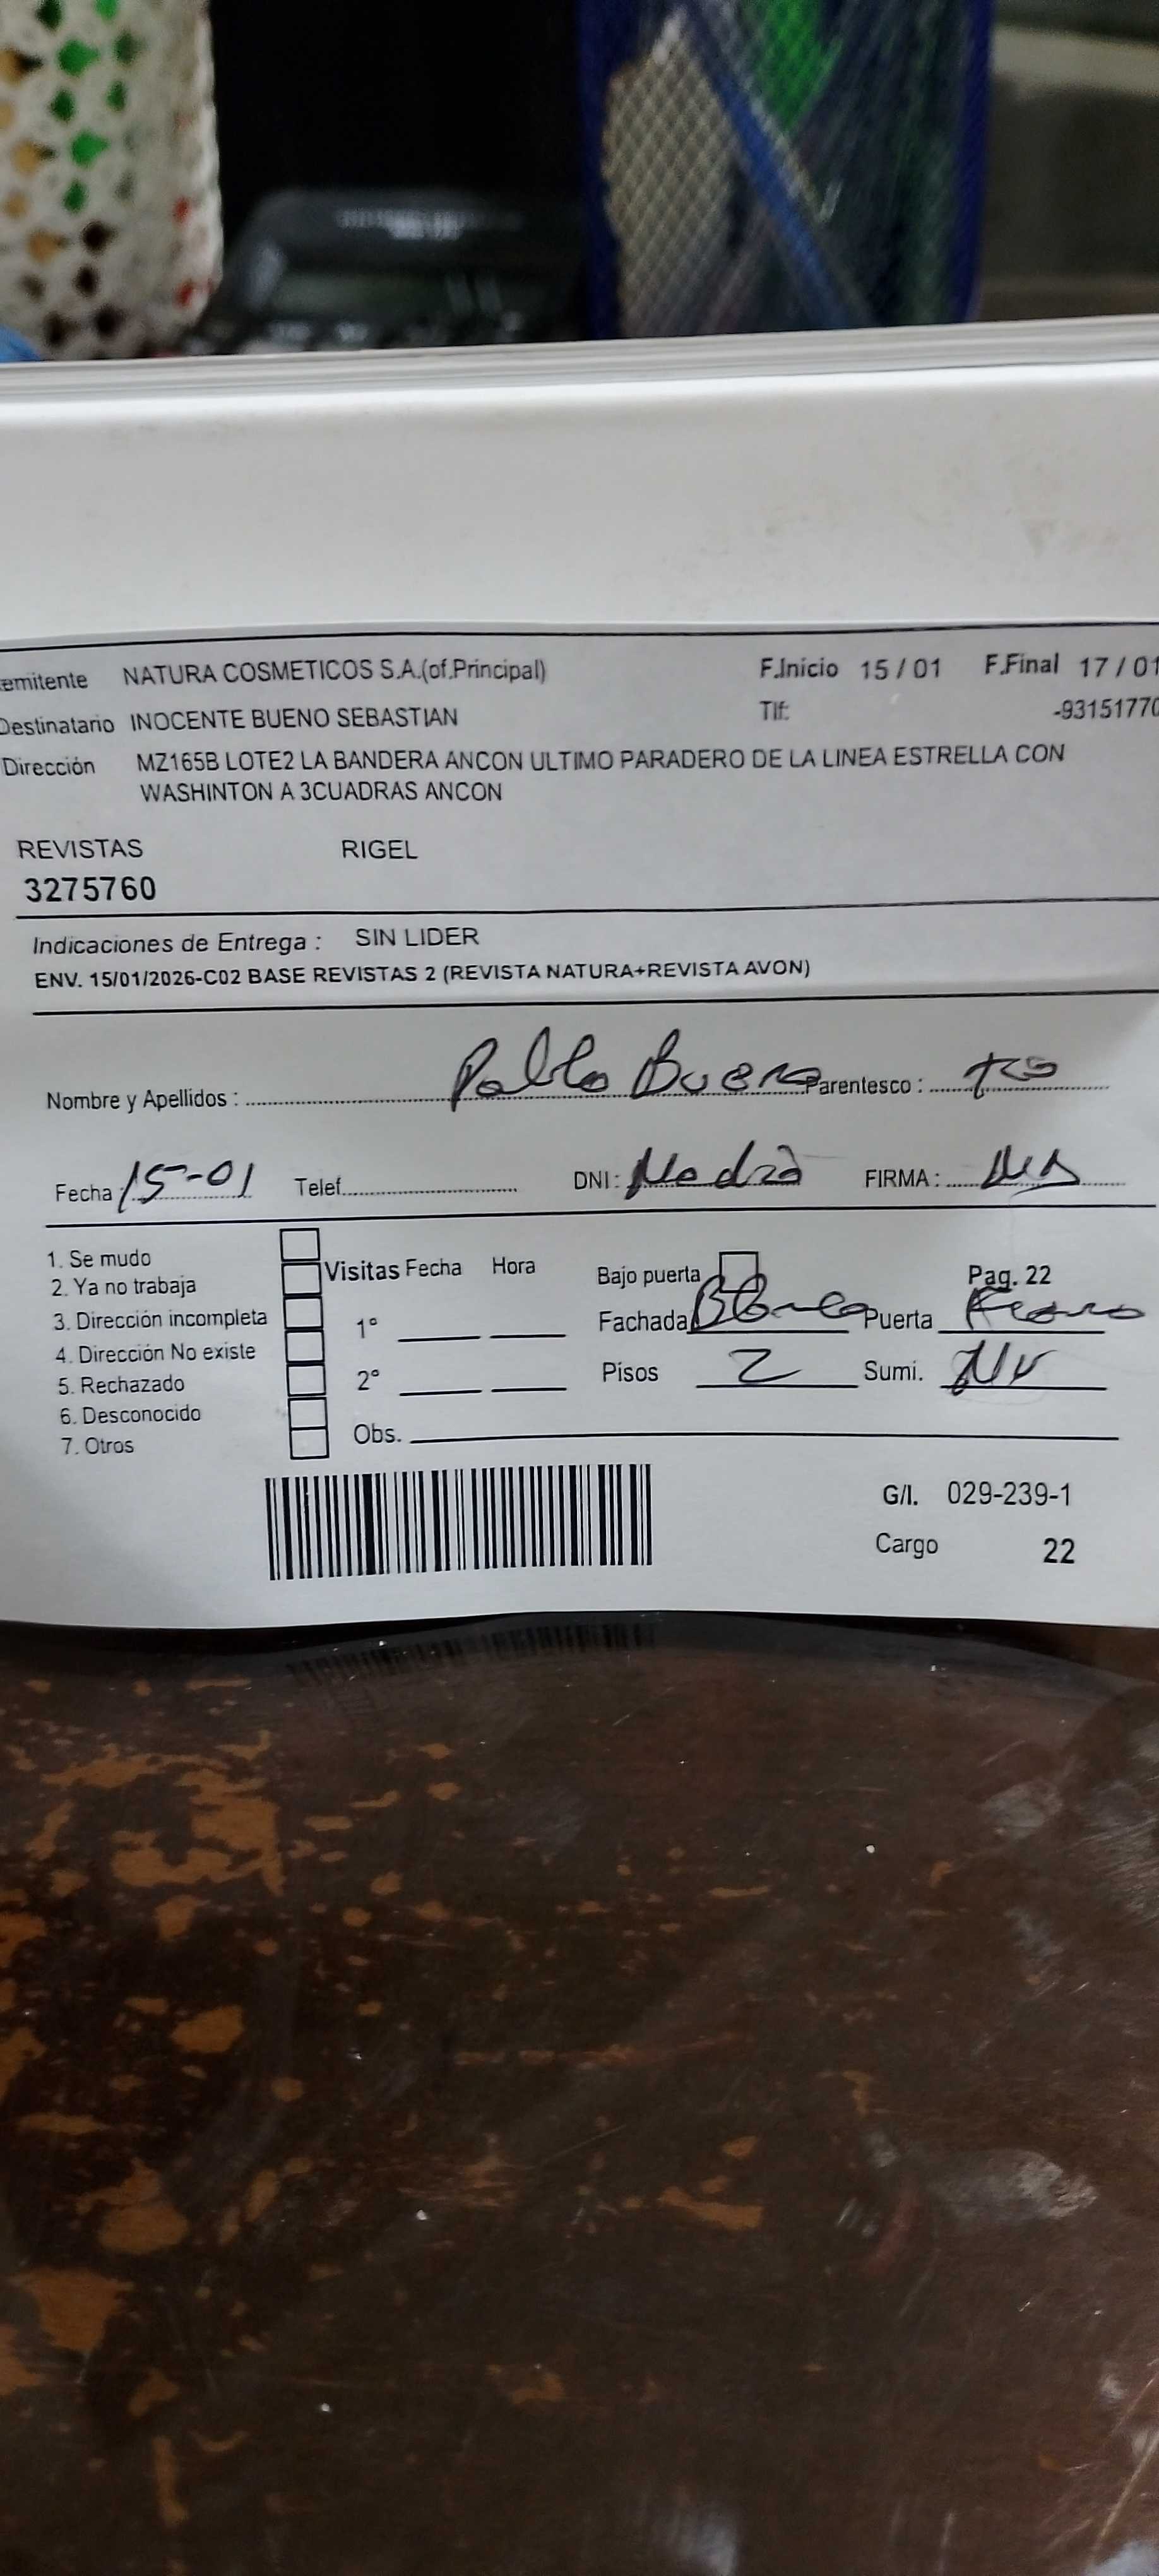 emitente NATURA COSMETICOS S.A.(of.Principal) F.Inicio 15 / 01 F.Final 17 / 01
Destinatario INOCENTE BUENO SEBASTIAN Tlf: -93151770
Dirección MZ165B LOTE2 LA BANDERA ANCON ULTIMO PARADERO DE LA LINEA ESTRELLA CON
WASHINTON A 3CUADRAS ANCON
REVISTAS RIGEL
3275760
Indicaciones de Entrega : SIN LIDER
ENV. 15/01/2026-C02 BASE REVISTAS 2 (REVISTA NATURA+REVISTA AVON)
Nombre y Apellidos : Pablo Bueno Parentesco :
Fecha 15-01 Telef. DNI: FIRMA :
1. Se mudo
2. Ya no trabaja
3. Dirección incompleta
4. Dirección No existe
5. Rechazado
6. Desconocido
7. Otros
Visitas Fecha Hora
1°
2°
Obs.
Bajo puerta Pag. 22
Fachada Blanca Puerta
Pisos 2 Sumi.
G/I. 029-239-1
Cargo 22